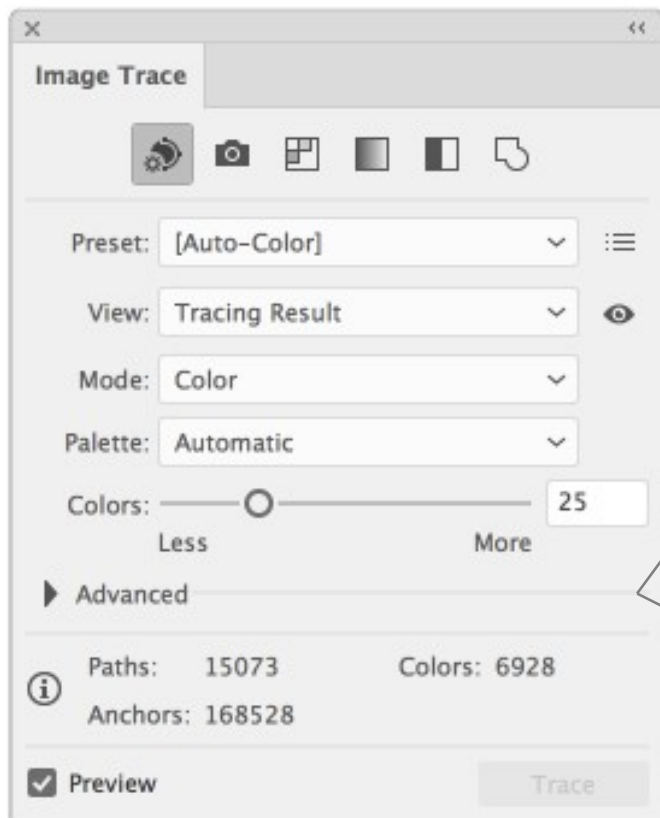 Image Trace
Preset: [Auto-Color]
View: Tracing Result
Mode: Color
Palette: Automatic
Colors: 25
Less More
Advanced
Paths: 15073 Colors: 6928
Anchors: 168528
Preview Trace